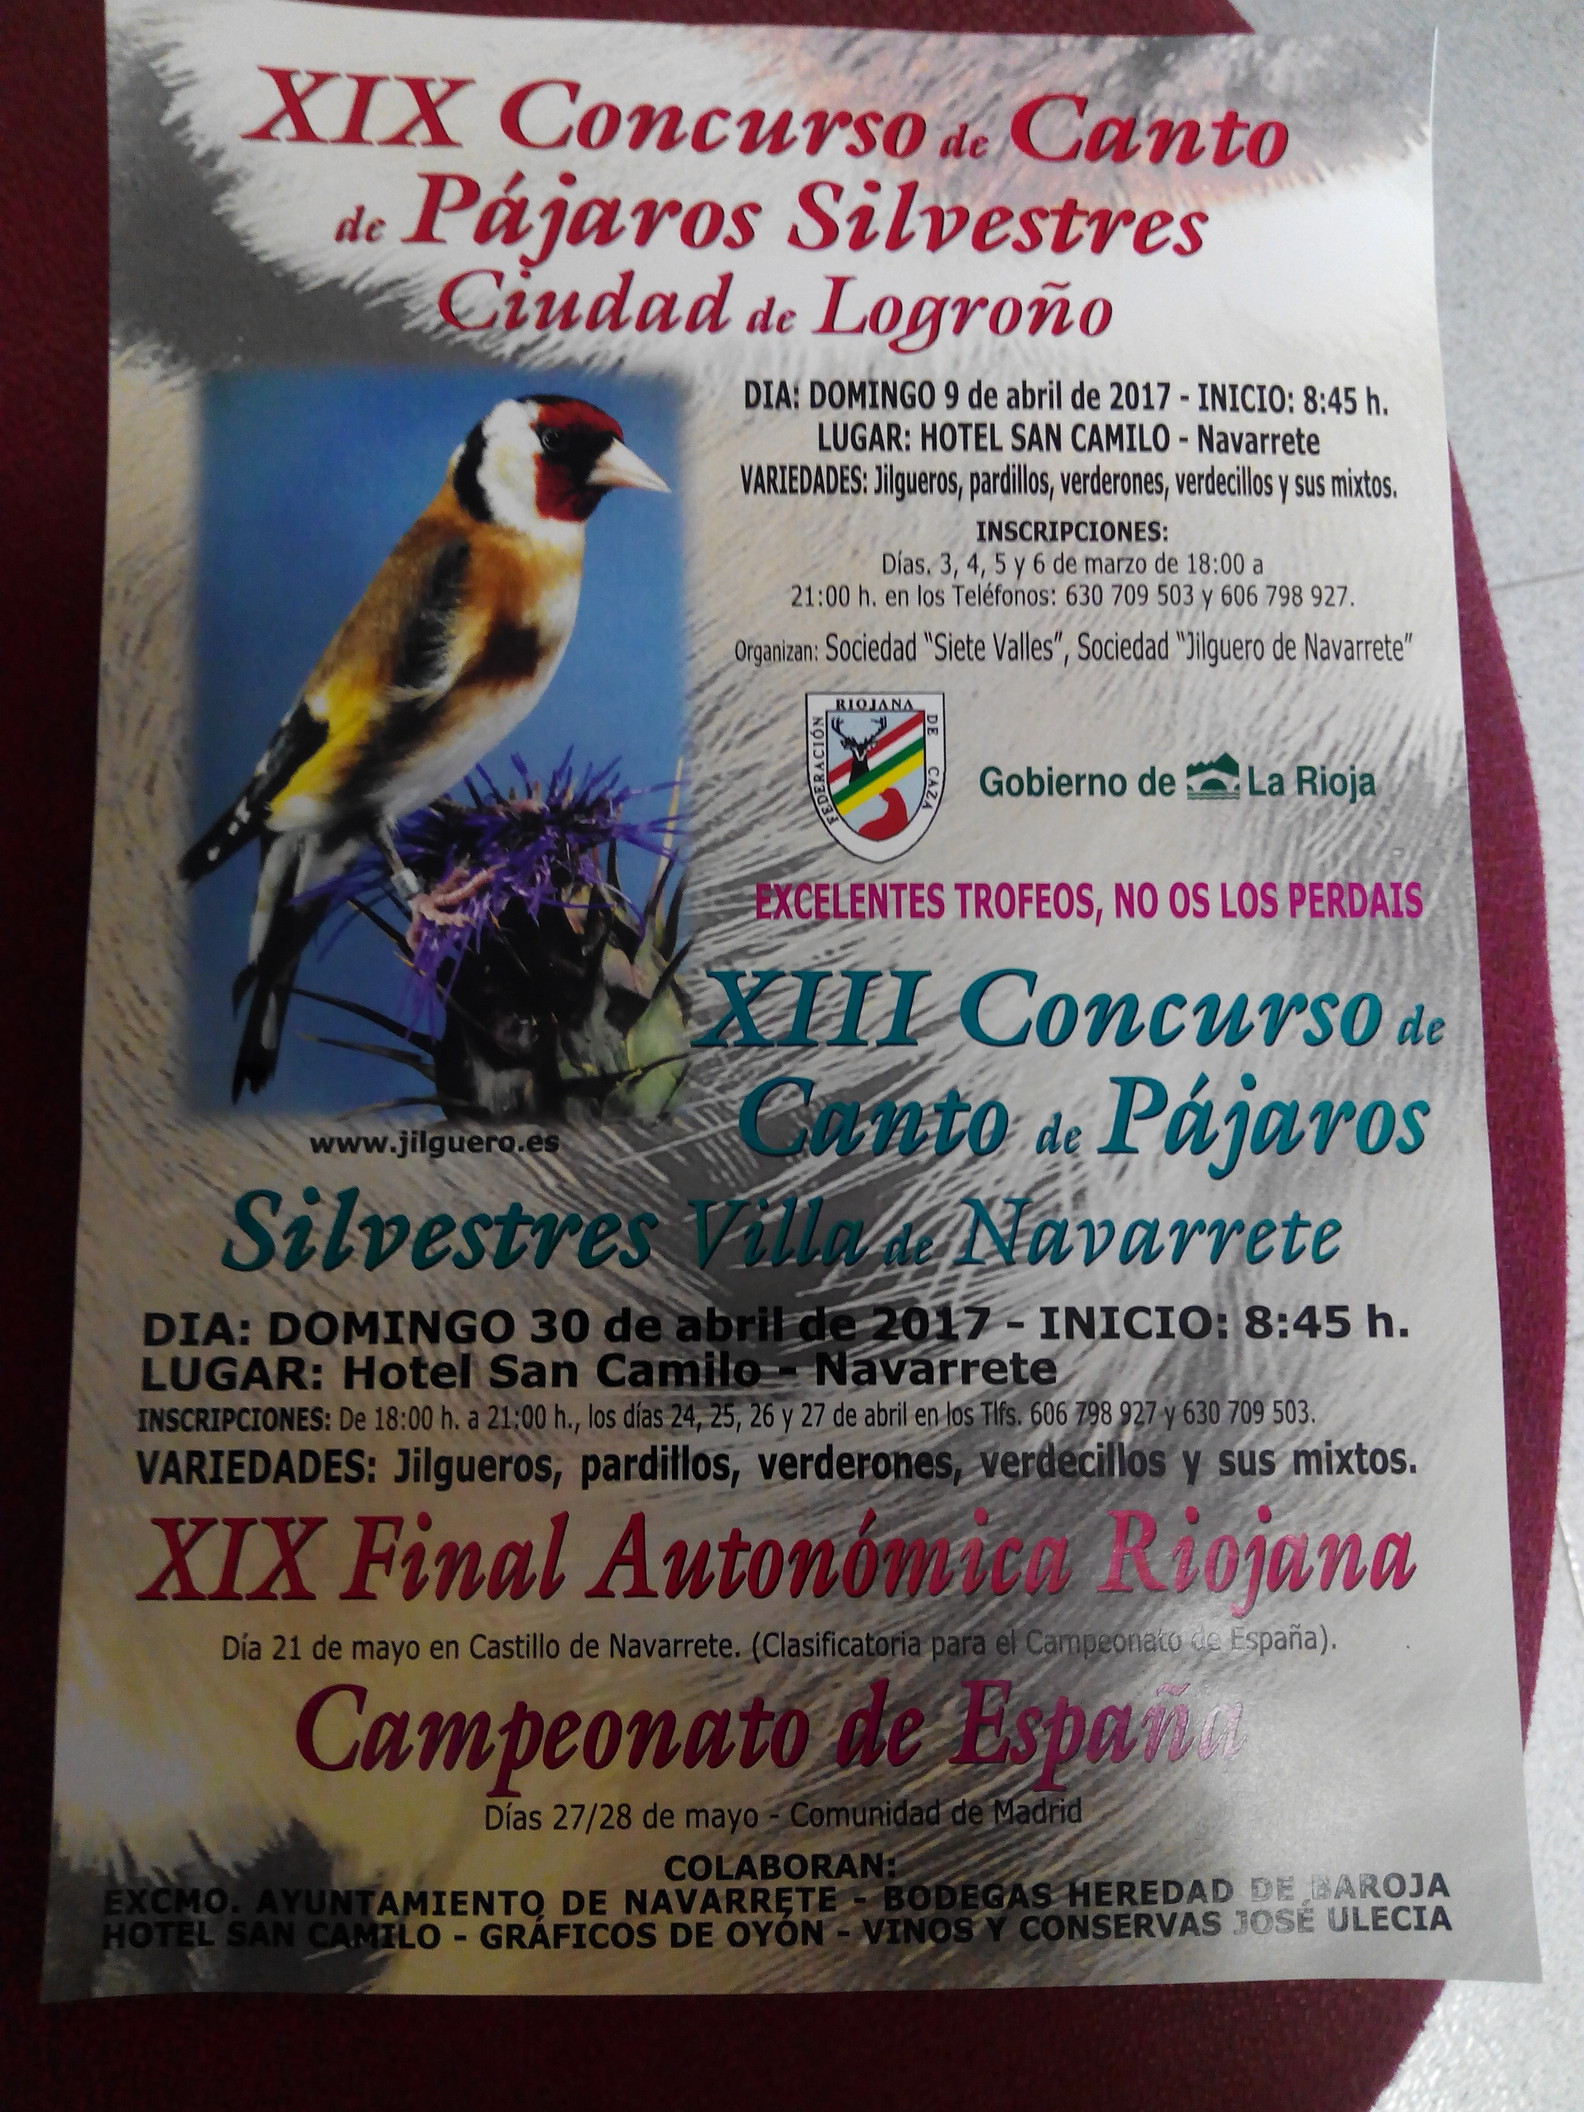 XIX Concurso de Canto
de Pájaros Silvestres
Ciudad de Logroño
DIA: DOMINGO 9 de abril de 2017 - INICIO: 8:45 h.
LUGAR: HOTEL SAN CAMILO - Navarrete
VARIEDADES: Jilgueros, pardillos, verderones, verdecillos y sus mixtos.
INSCRIPCIONES:
Días. 3, 4, 5 y 6 de marzo de 18:00 a
21:00 h. en los Teléfonos: 630 709 503 y 606 798 927.
Organizan: Sociedad "Siete Valles", Sociedad "Jilguero de Navarrete"
FEDERACIÓN RIOJANA DE CAZA
Gobierno de La Rioja
EXCELENTES TROFEOS, NO OS LOS PERDAIS
www.jilguero.es
XIII Concurso de
Canto de Pájaros
Silvestres Villa de Navarrete
DIA: DOMINGO 30 de abril de 2017 - INICIO: 8:45 h.
LUGAR: Hotel San Camilo - Navarrete
INSCRIPCIONES: De 18:00 h. a 21:00 h., los días 24, 25, 26 y 27 de abril en los Tlfs. 606 798 927 y 630 709 503.
VARIEDADES: Jilgueros, pardillos, verderones, verdecillos y sus mixtos.
XIX Final Autonómica Riojana
Día 21 de mayo en Castillo de Navarrete. (Clasificatoria para el Campeonato de España).
Campeonato de España
Días 27/28 de mayo - Comunidad de Madrid
COLABORAN:
EXCMO. AYUNTAMIENTO DE NAVARRETE - BODEGAS HEREDAD DE BAROJA
HOTEL SAN CAMILO - GRÁFICOS DE OYÓN - VINOS Y CONSERVAS JOSÉ ULECIA